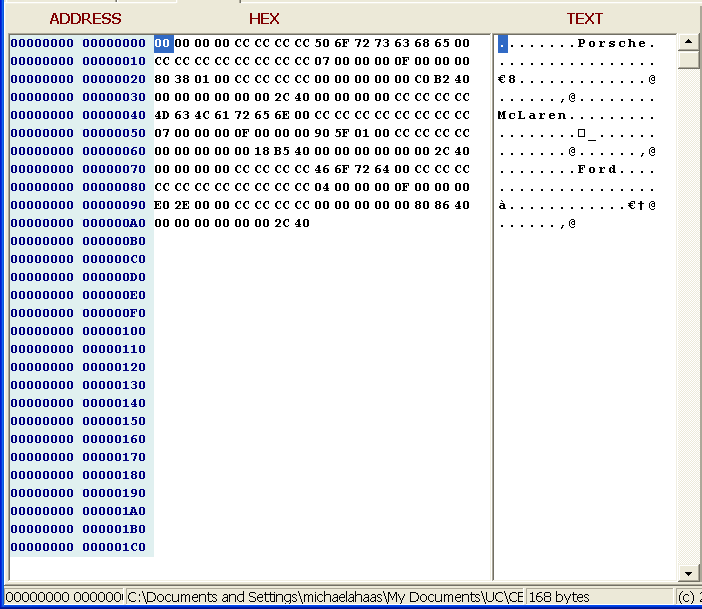 ADDRESS HEX TEXT
00000000 00000000 00 00 00 00 CC CC CC CC 50 6F 72 73 63 68 65 00 ........Porsche.
00000000 00000010 CC CC CC CC CC CC CC CC 07 00 00 00 0F 00 00 00 ................
00000000 00000020 80 38 01 00 CC CC CC CC 00 00 00 00 00 C0 B2 40 €8.............@
00000000 00000030 00 00 00 00 00 00 2C 40 00 00 00 00 CC CC CC CC ......,@........
00000000 00000040 4D 63 4C 61 72 65 6E 00 CC CC CC CC CC CC CC CC McLaren.........
00000000 00000050 07 00 00 00 0F 00 00 00 90 5F 01 00 CC CC CC CC ........□_......
00000000 00000060 00 00 00 00 00 18 B5 40 00 00 00 00 00 00 2C 40 .......@......,@
00000000 00000070 00 00 00 00 CC CC CC CC 46 6F 72 64 00 CC CC CC ........Ford....
00000000 00000080 CC CC CC CC CC CC CC CC 04 00 00 00 0F 00 00 00 ................
00000000 00000090 E0 2E 00 00 CC CC CC CC 00 00 00 00 00 80 86 40 à............€†@
00000000 000000A0 00 00 00 00 00 00 2C 40 ......,@
00000000 000000B0
00000000 000000C0
00000000 000000D0
00000000 000000E0
00000000 000000F0
00000000 00000100
00000000 00000110
00000000 00000120
00000000 00000130
00000000 00000140
00000000 00000150
00000000 00000160
00000000 00000170
00000000 00000180
00000000 00000190
00000000 000001A0
00000000 000001B0
00000000 000001C0
00000000 000000 C:\Documents and Settings\michaelahaas\My Documents\UC\CE 168 bytes (c)